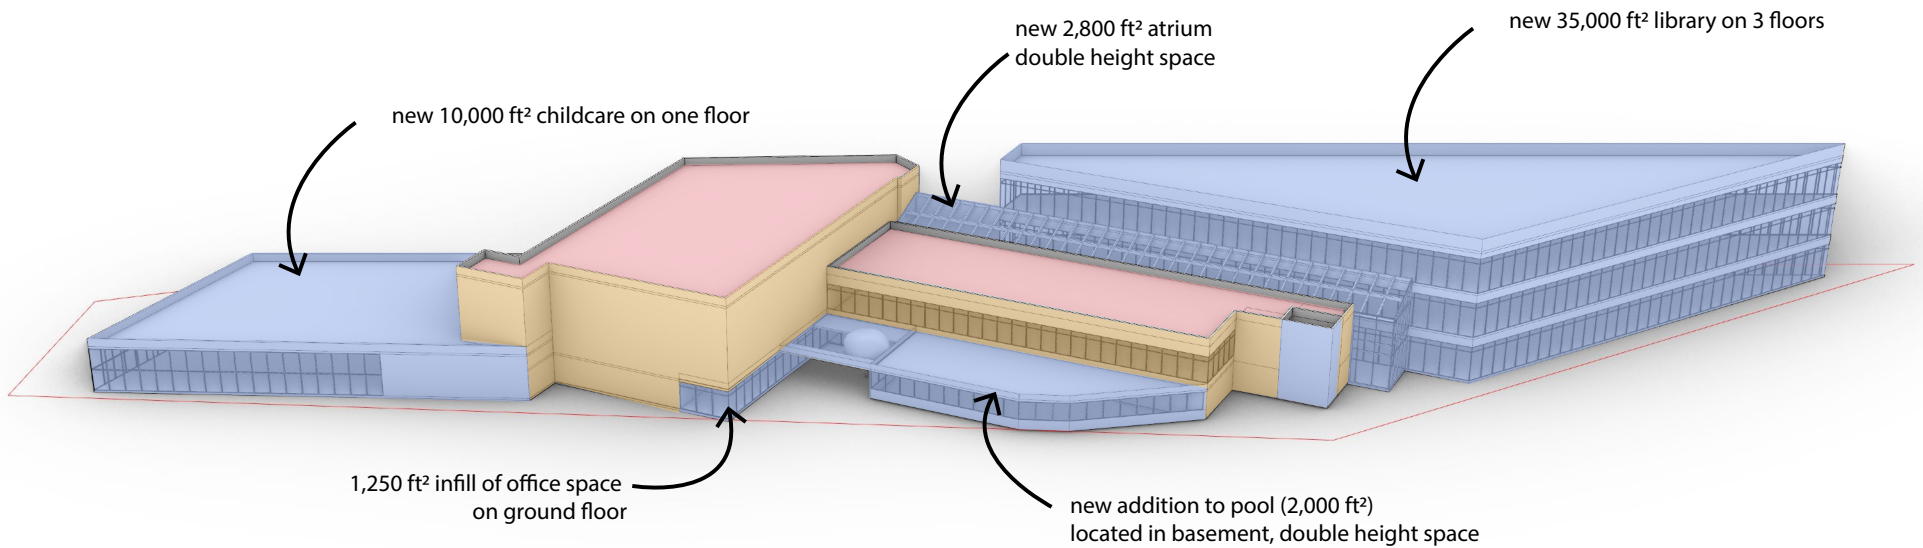 new 35,000 ft² library on 3 floors
new 2,800 ft² atrium
double height space
new 10,000 ft² childcare on one floor
1,250 ft² infill of office space
on ground floor
new addition to pool (2,000 ft²)
located in basement, double height space